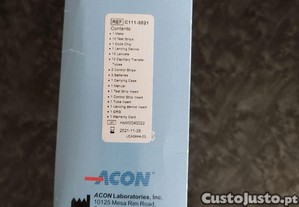 REF C111-3021
Contents
• 1 Meter
• 10 Test Strips
• 1 Code Chip
• 1 Lancing Device
• 10 Lancets
• 10 Capillary Transfer
Tubes
• 2 Control Strips
• 3 Batteries
• 1 Carrying Case
• 1 Manual
• 1 Test Strip Insert
• 1 Control Strip Insert
• 1 Tube Insert
• 1 Lancing Device Insert
• 1 QRG
• 1 Warranty Card
2021-11-28
ACON
ACON Laboratories, Inc.
10125 Mesa Rim Road,
CustoJusto.pt